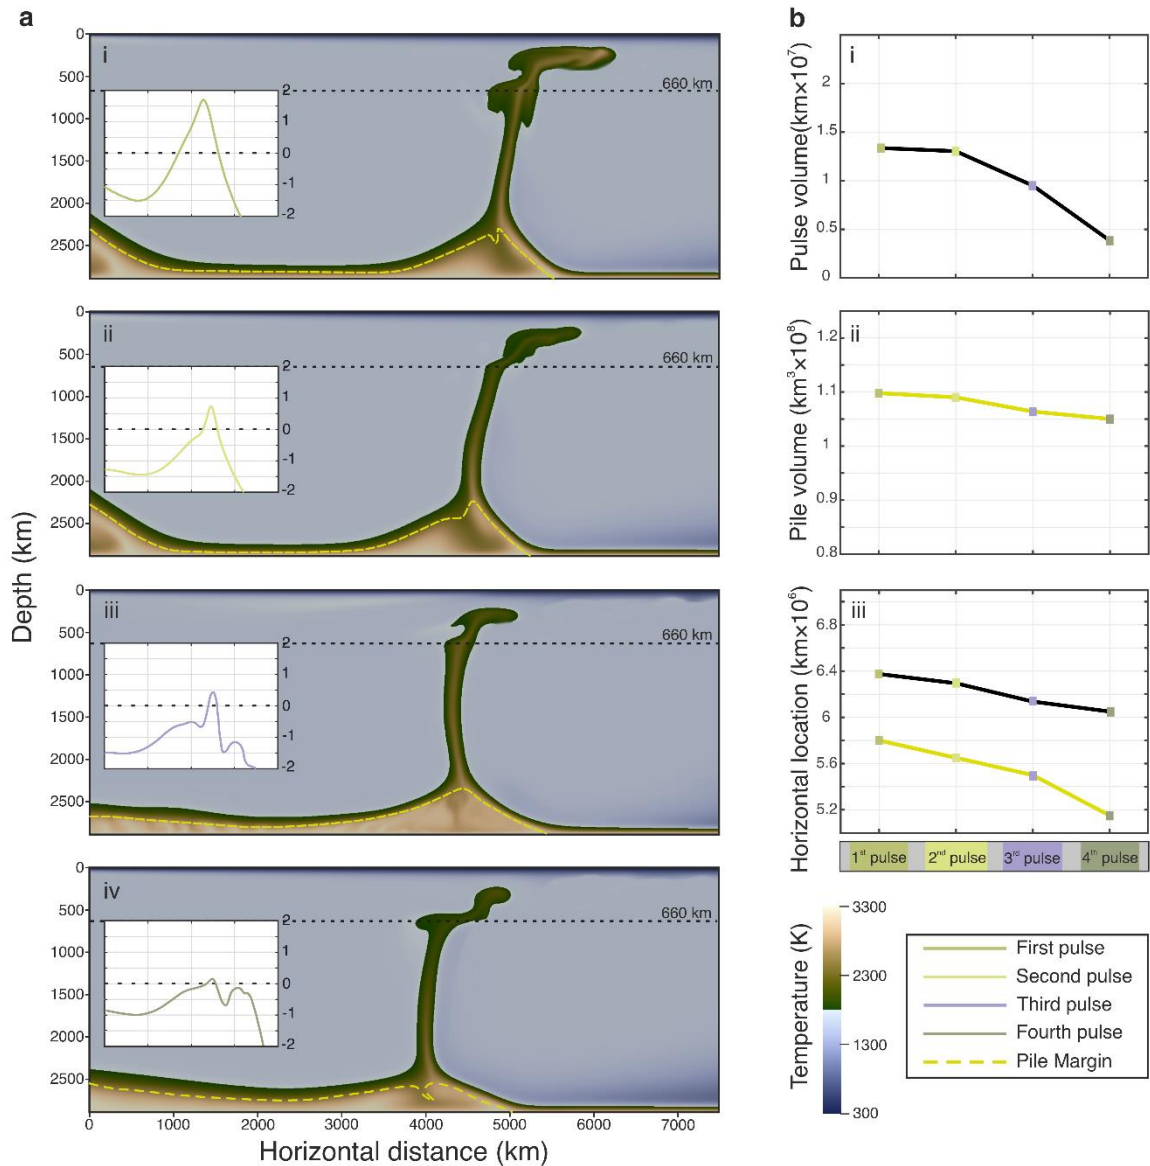 a
i
0
500
1000
1500
2000
2500
660 km
2
1
0
-1
-2
ii
0
500
1000
1500
2000
2500
660 km
2
1
0
-1
-2
iii
0
500
1000
1500
2000
2500
660 km
2
1
0
-1
-2
iv
0
500
1000
1500
2000
2500
660 km
2
1
0
-1
-2
0 1000 2000 3000 4000 5000 6000 7000
Horizontal distance (km)
Depth (km)
b
i
2
1.5
1
0.5
0
Pulse volume(km×10⁷)
ii
1.2
1.1
1
0.9
0.8
Pile volume (km³×10⁸)
iii
6.8
6.4
6
5.6
5.2
Horizontal location (km×10⁶)
1st pulse 2nd pulse 3rd pulse 4th pulse
3300
2300
1300
300
Temperature (K)
First pulse
Second pulse
Third pulse
Fourth pulse
Pile Margin